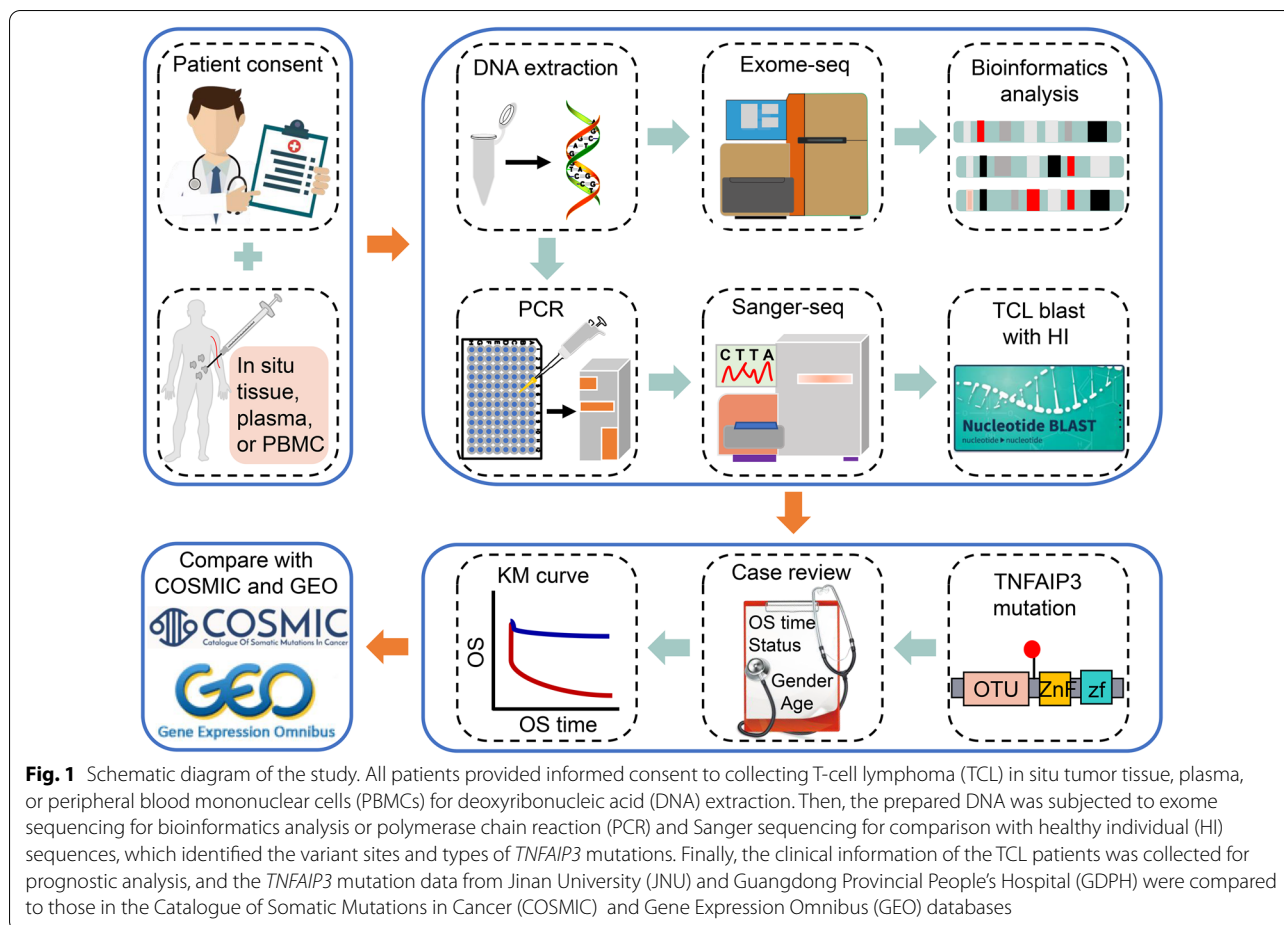 Patient consent
In situ
tissue,
plasma,
or PBMC
DNA extraction
Exome-seq
Bioinformatics
analysis
PCR
Sanger-seq
CTTA
TCL blast
with HI
Nucleotide BLAST
nucleotide ▶ nucleotide
Compare with
COSMIC and GEO
COSMIC
Catalogue Of Somatic Mutations In Cancer
GEO
Gene Expression Omnibus
KM curve
OS
OS time
Case review
OS time
Status
Gender
Age
TNFAIP3
mutation
OTU
ZnF
zf
Fig. 1 Schematic diagram of the study. All patients provided informed consent to collecting T-cell lymphoma (TCL) in situ tumor tissue, plasma,
or peripheral blood mononuclear cells (PBMCs) for deoxyribonucleic acid (DNA) extraction. Then, the prepared DNA was subjected to exome
sequencing for bioinformatics analysis or polymerase chain reaction (PCR) and Sanger sequencing for comparison with healthy individual (HI)
sequences, which identified the variant sites and types of TNFAIP3 mutations. Finally, the clinical information of the TCL patients was collected for
prognostic analysis, and the TNFAIP3 mutation data from Jinan University (JNU) and Guangdong Provincial People's Hospital (GDPH) were compared
to those in the Catalogue of Somatic Mutations in Cancer (COSMIC) and Gene Expression Omnibus (GEO) databases